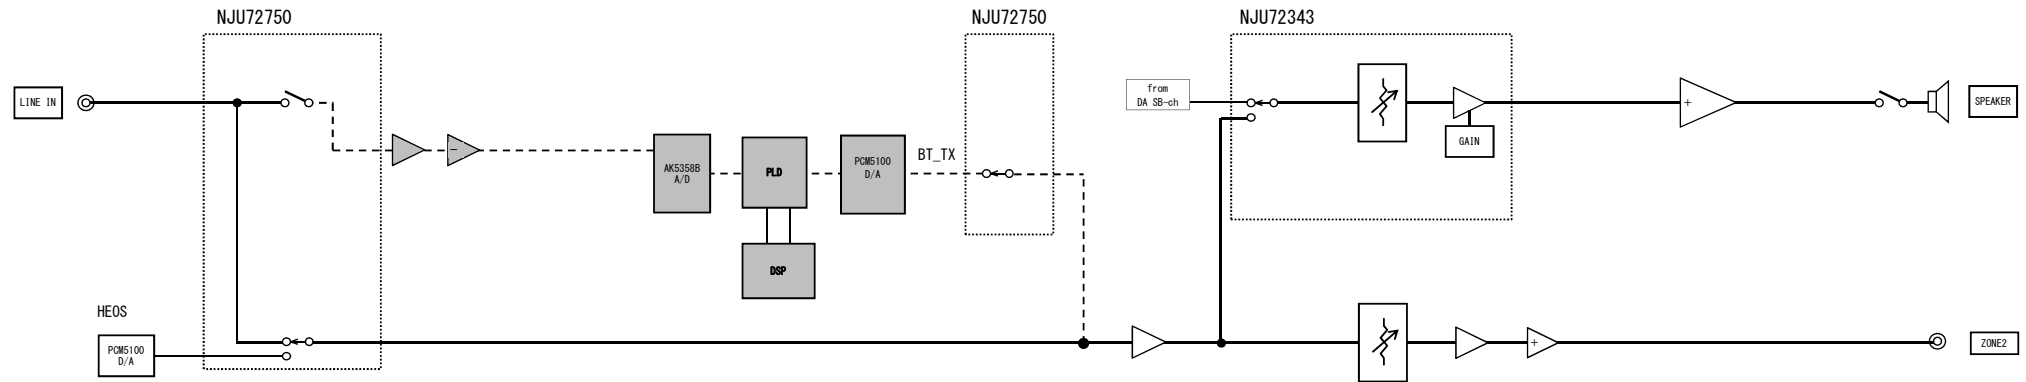 NJU72750
NJU72750
NJU72343
LINE IN
from
DA SB-ch
+
SPEAKER
GAIN
-
AK5358B
A/D
PLD
PCM5100
D/A
BT_TX
DSP
HEOS
PCM5100
D/A
+
ZONE2